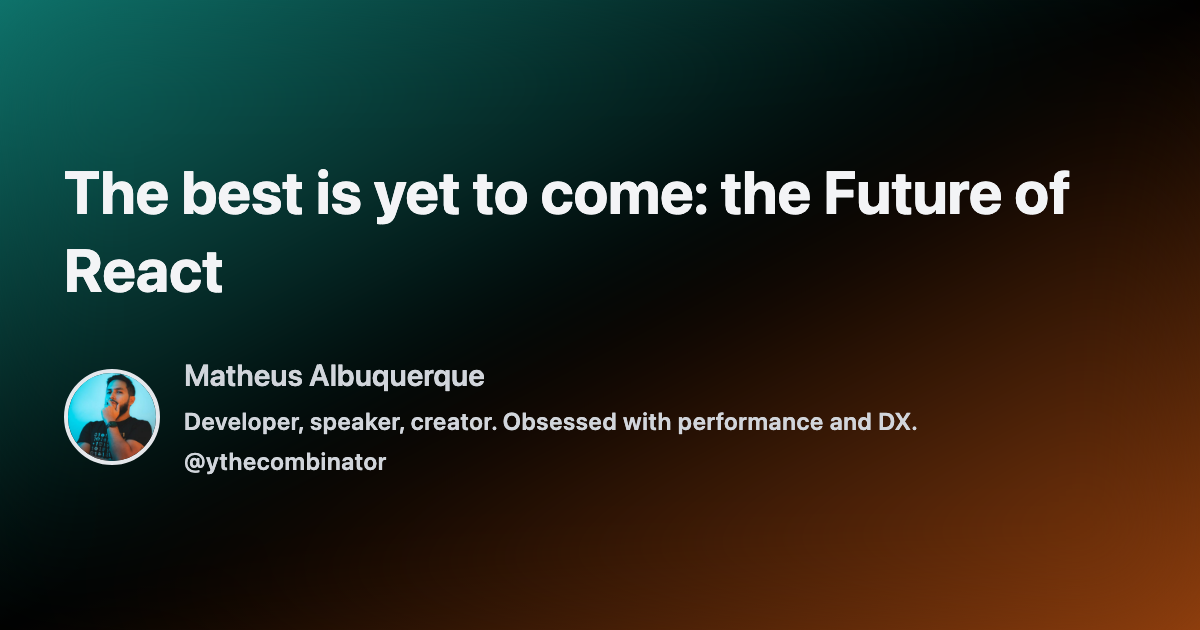 The best is yet to come: the Future of
React
Matheus Albuquerque
Developer, speaker, creator. Obsessed with performance and DX.
@ythecombinator